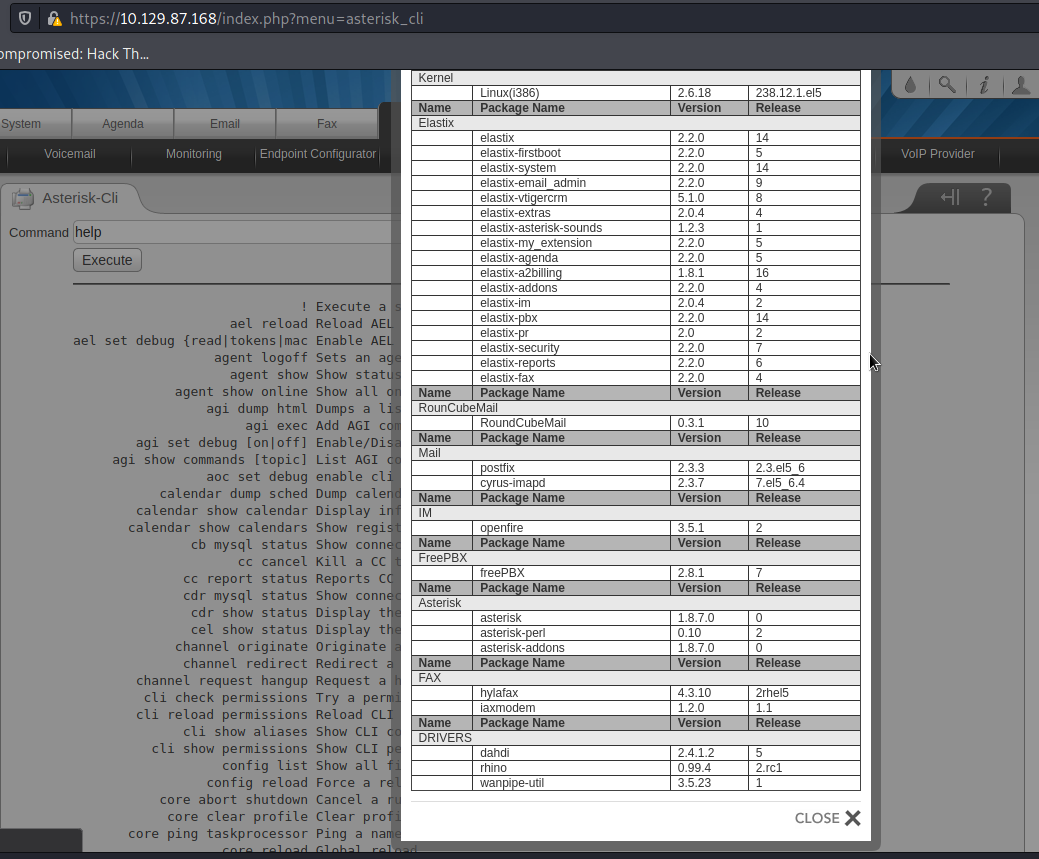 https://10.129.87.168/index.php?menu=asterisk_cli
ompromised: Hack Th...
System Agenda Email Fax
Voicemail Monitoring Endpoint Configurator VoIP Provider
Asterisk-Cli
?
Command help
Execute
! Execute a s
ael reload Reload AEL
ael set debug {read|tokens|mac Enable AEL
agent logoff Sets an age
agent show Show status
agent show online Show all on
agi dump html Dumps a lis
agi exec Add AGI com
agi set debug [on|off] Enable/Disa
agi show commands [topic] List AGI co
aoc set debug enable cli
calendar dump sched Dump calend
calendar show calendar Display inf
calendar show calendars Show regist
cb mysql status Show connec
cc cancel Kill a CC t
cc report status Reports CC
cdr mysql status Show connec
cdr show status Display the
cel show status Display the
channel originate Originate a
channel redirect Redirect a
channel request hangup Request a h
cli check permissions Try a permi
cli reload permissions Reload CLI
cli show aliases Show CLI co
cli show permissions Show CLI pe
config list Show all fi
config reload Force a rel
core abort shutdown Cancel a ru
core clear profile Clear profi
core ping taskprocessor Ping a name
core reload Global reload
Kernel
Linux(i386) 2.6.18 238.12.1.el5
Name Package Name Version Release
Elastix
elastix 2.2.0 14
elastix-firstboot 2.2.0 5
elastix-system 2.2.0 14
elastix-email_admin 2.2.0 9
elastix-vtigercrm 5.1.0 8
elastix-extras 2.0.4 4
elastix-asterisk-sounds 1.2.3 1
elastix-my_extension 2.2.0 5
elastix-agenda 2.2.0 5
elastix-a2billing 1.8.1 16
elastix-addons 2.2.0 4
elastix-im 2.0.4 2
elastix-pbx 2.2.0 14
elastix-pr 2.0 2
elastix-security 2.2.0 7
elastix-reports 2.2.0 6
elastix-fax 2.2.0 4
Name Package Name Version Release
RounCubeMail
RoundCubeMail 0.3.1 10
Name Package Name Version Release
Mail
postfix 2.3.3 2.3.el5_6
cyrus-imapd 2.3.7 7.el5_6.4
Name Package Name Version Release
IM
openfire 3.5.1 2
Name Package Name Version Release
FreePBX
freePBX 2.8.1 7
Name Package Name Version Release
Asterisk
asterisk 1.8.7.0 0
asterisk-perl 0.10 2
asterisk-addons 1.8.7.0 0
Name Package Name Version Release
FAX
hylafax 4.3.10 2rhel5
iaxmodem 1.2.0 1.1
Name Package Name Version Release
DRIVERS
dahdi 2.4.1.2 5
rhino 0.99.4 2.rc1
wanpipe-util 3.5.23 1
CLOSE